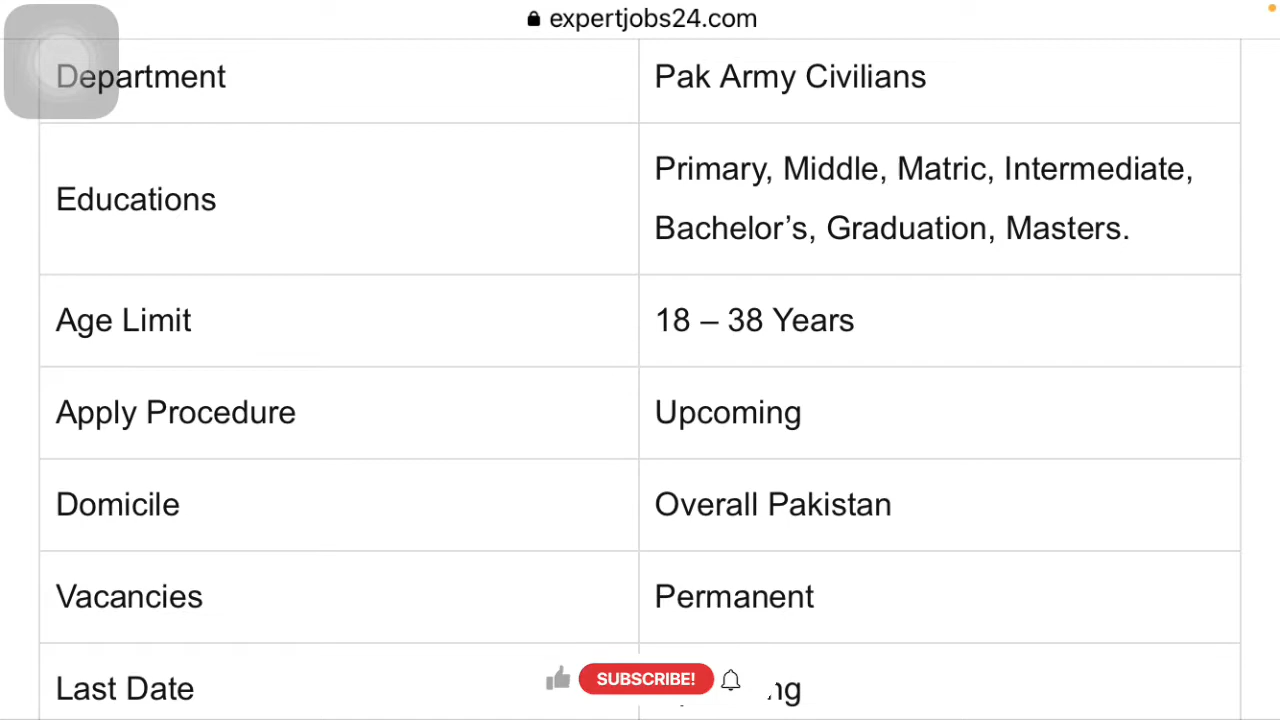 expertjobs24.com
Department
Pak Army Civilians
Educations
Primary, Middle, Matric, Intermediate,
Bachelor’s, Graduation, Masters.
Age Limit
18 – 38 Years
Apply Procedure
Upcoming
Domicile
Overall Pakistan
Vacancies
Permanent
Last Date
SUBSCRIBE!